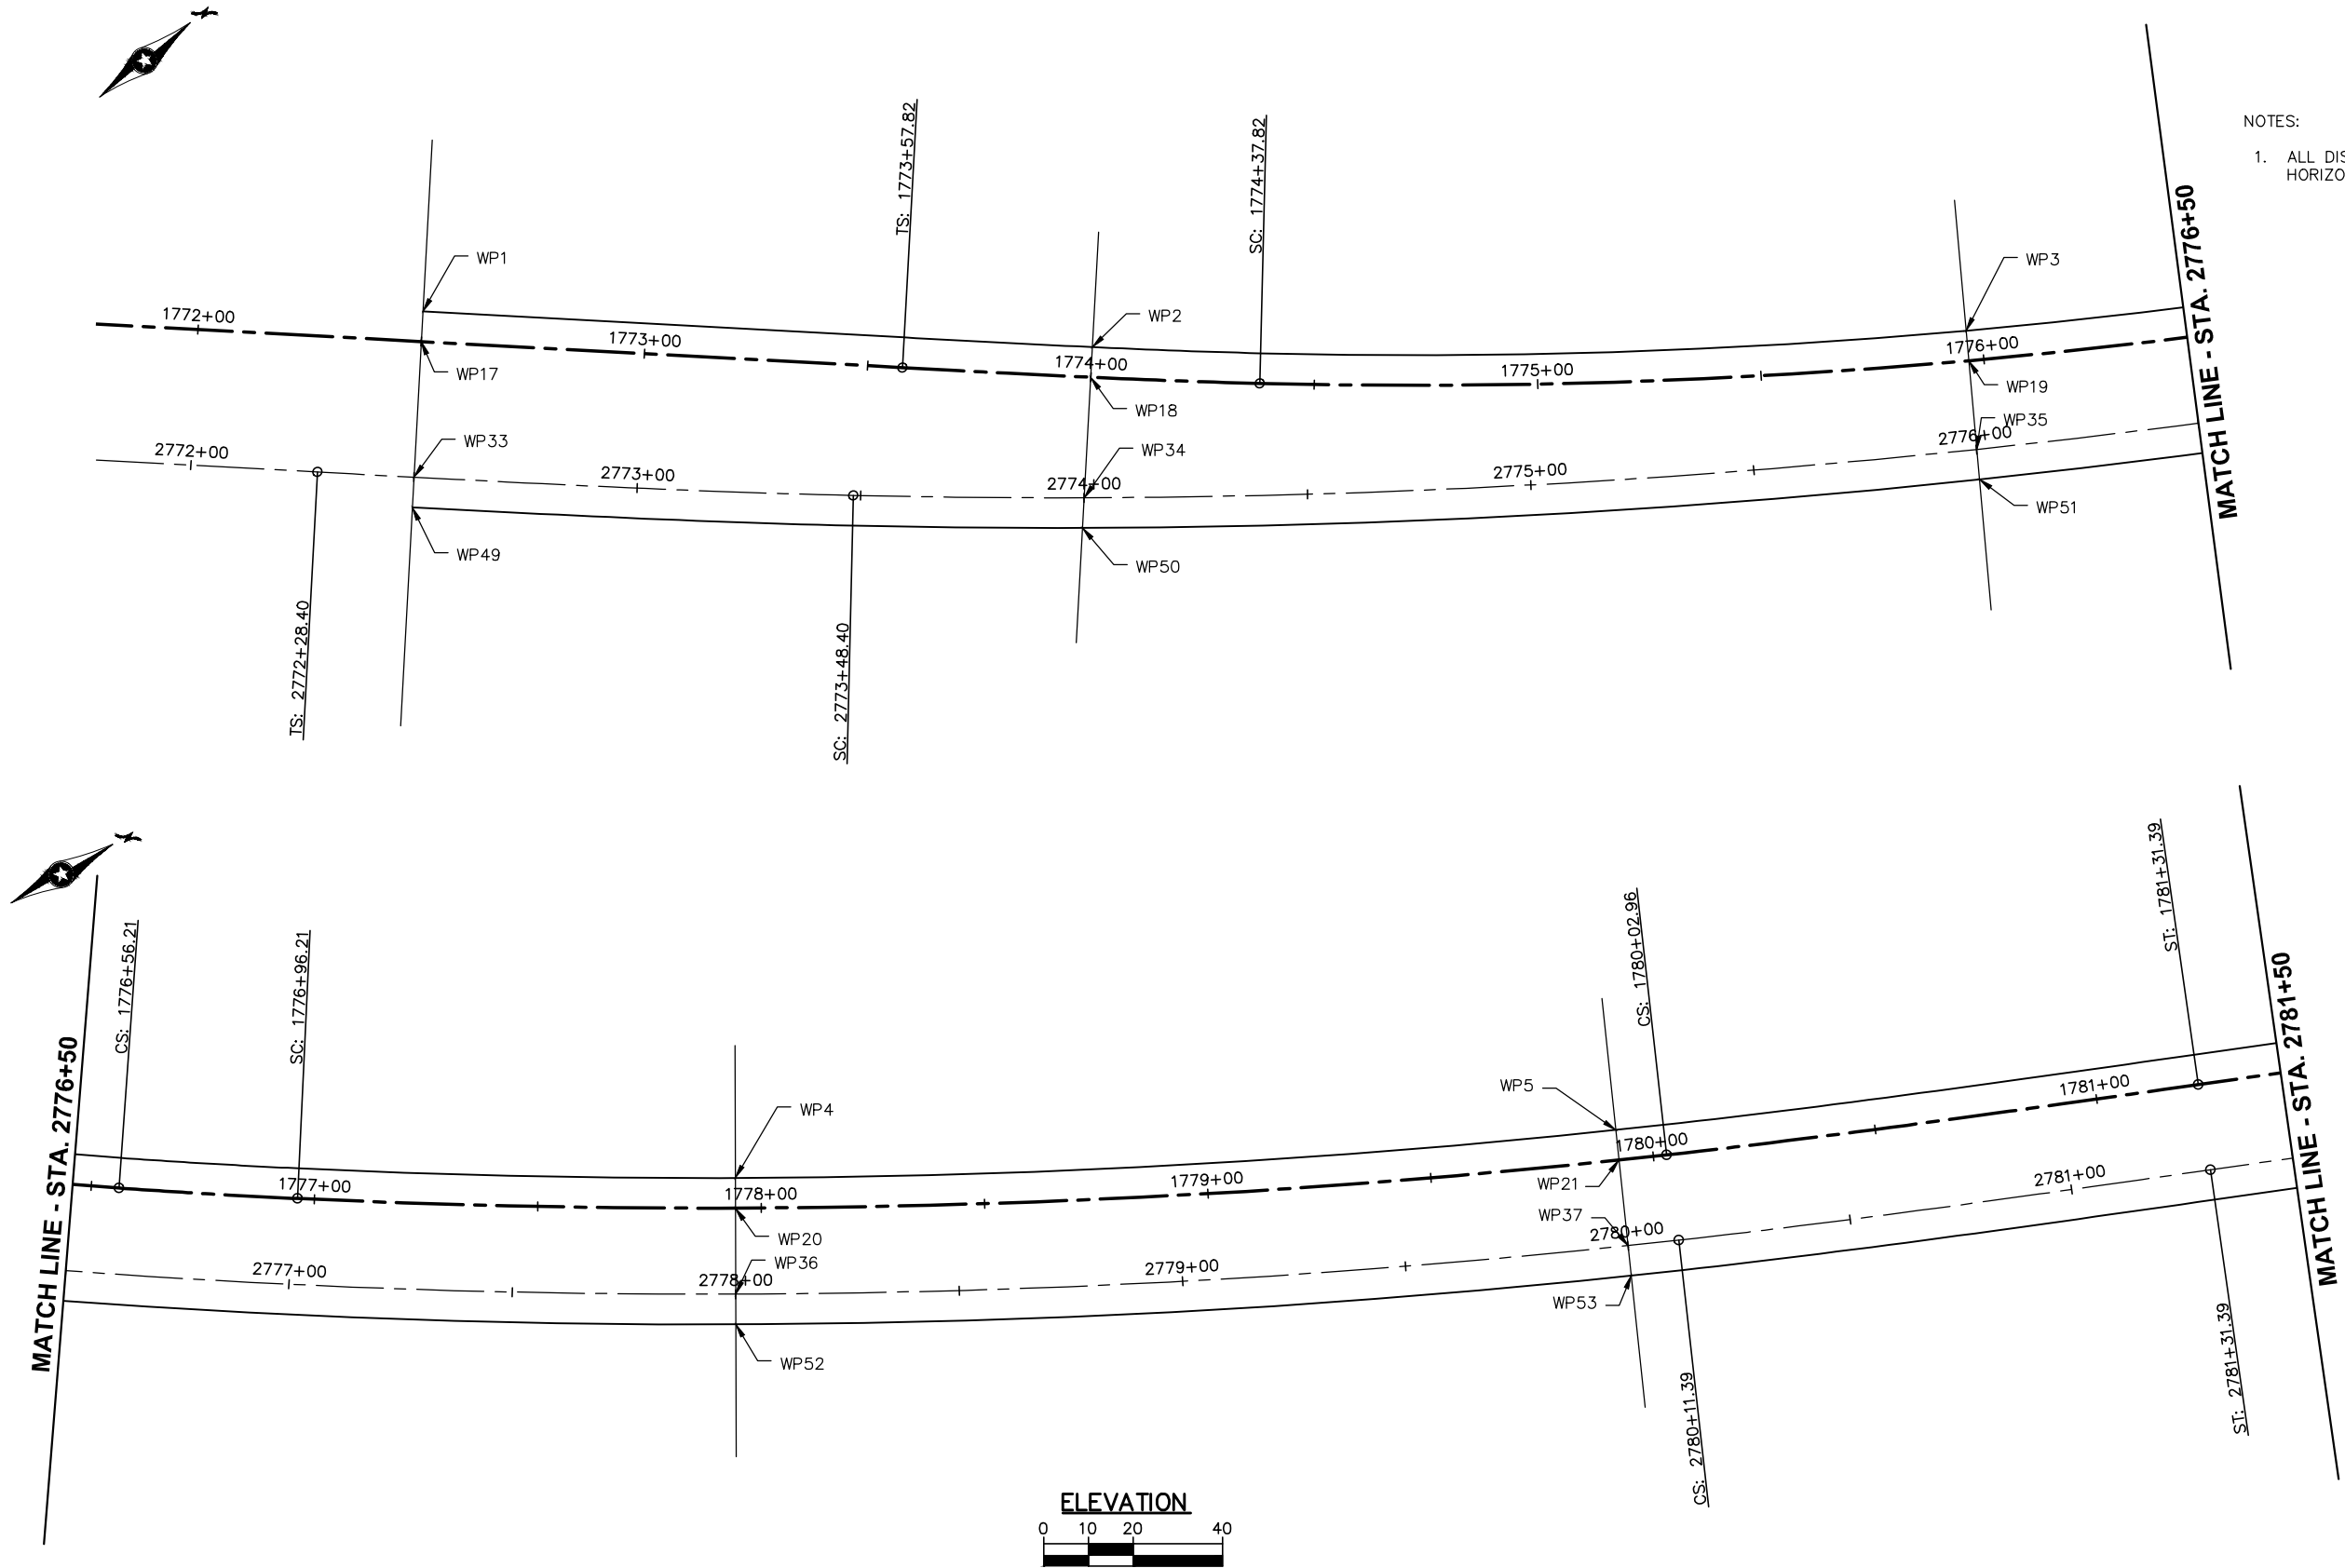 TS: 1773+57.82
SC: 1774+37.82
NOTES:
1. ALL DIS
HORIZO
MATCH LINE - STA. 2776+50
WP1
WP2
WP3
1772+00
1773+00
1774+00
1775+00
1776+00
WP17
WP18
WP19
WP33
WP34
WP35
2772+00
2773+00
2774+00
2775+00
2776+00
WP49
WP50
WP51
TS: 2772+28.40
SC: 2773+48.40
MATCH LINE - STA. 2776+50
CS: 1776+56.21
SC: 1776+96.21
CS: 1780+02.96
ST: 1781+31.39
MATCH LINE - STA. 2781+50
WP4
WP5
1777+00
1778+00
1779+00
1780+00
1781+00
WP20
WP21
WP36
WP37
2777+00
2778+00
2779+00
2780+00
2781+00
WP52
WP53
CS: 2780+11.39
ST: 2781+31.39
ELEVATION
0 10 20 40